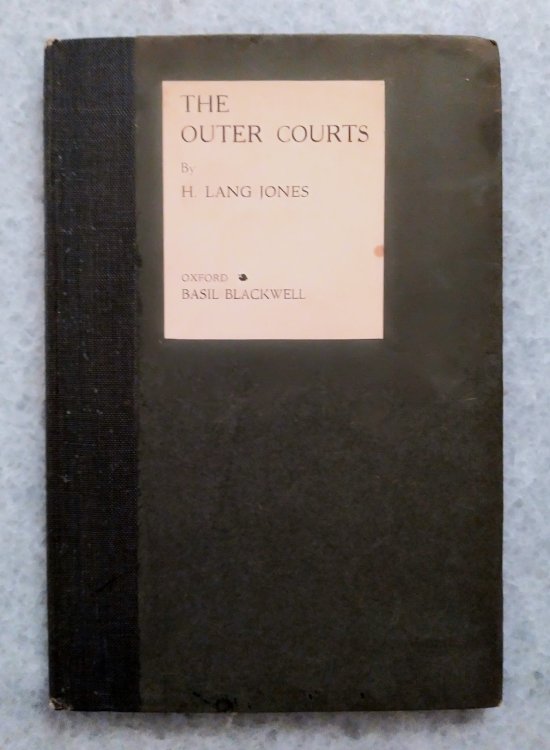 THE
OUTER COURTS
By
H. LANG JONES
OXFORD
BASIL BLACKWELL